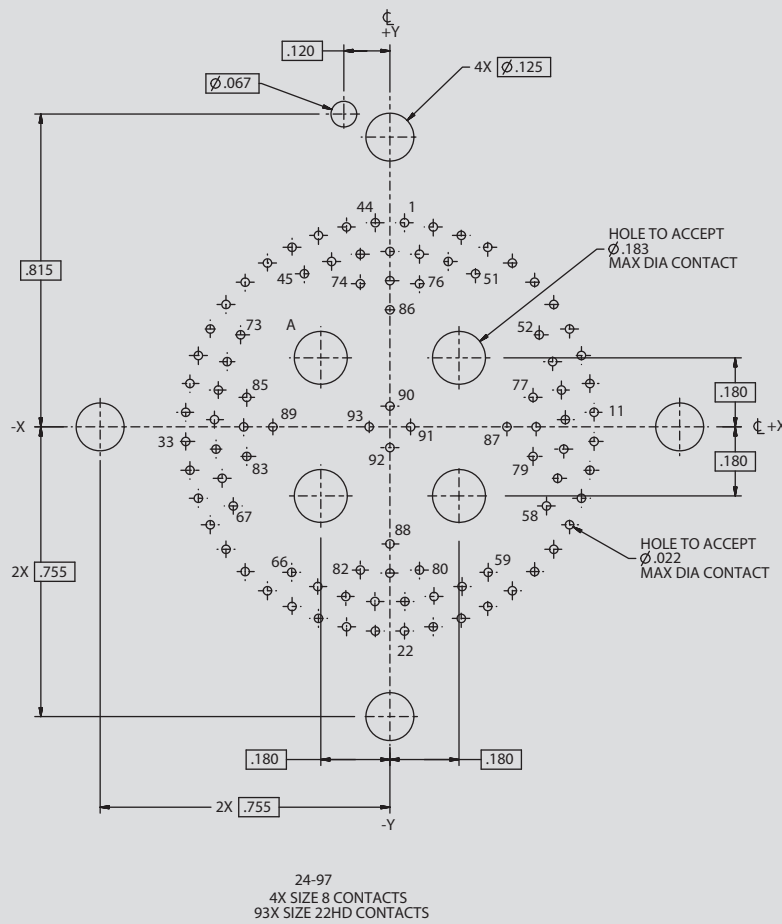 ℄
+Y
.120
4X Ø.125
Ø.067
44 1
HOLE TO ACCEPT
Ø.183
MAX DIA CONTACT
.815
45 74 76 51
86
73 A 52
85 77
.180
90
89 93 91 87 11
-X ℄ +X
33 92
83 79
.180
67 58
88
HOLE TO ACCEPT
Ø.022
MAX DIA CONTACT
66 82 80 59
2X .755
22
.180 .180
2X .755
-Y
24-97
4X SIZE 8 CONTACTS
93X SIZE 22HD CONTACTS